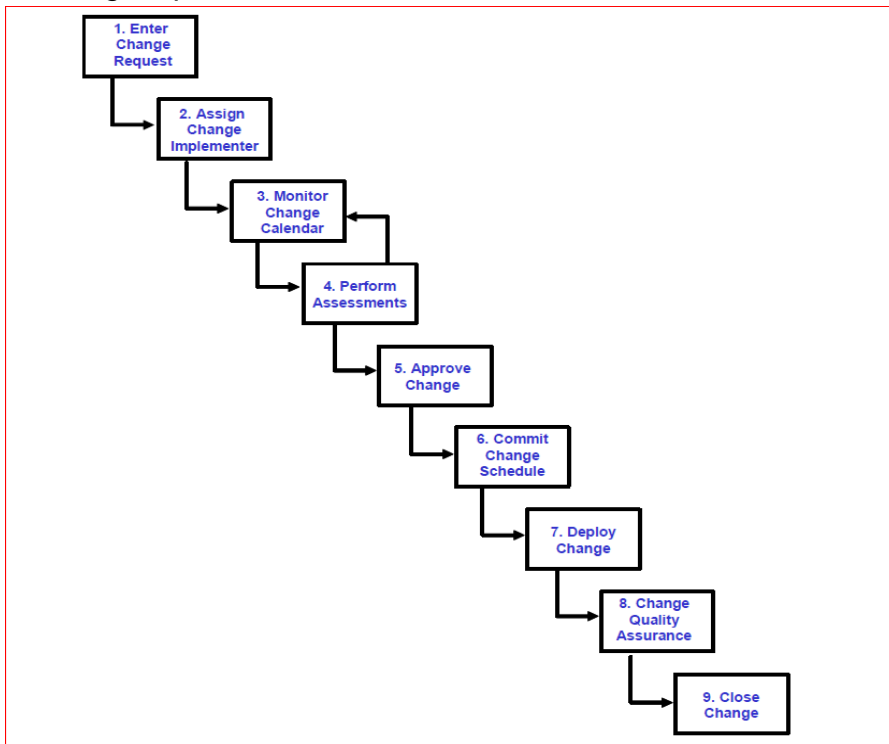 1. Enter
Change
Request
2. Assign
Change
Implementer
3. Monitor
Change
Calendar
4. Perform
Assessments
5. Approve
Change
6. Commit
Change
Schedule
7. Deploy
Change
8. Change
Quality
Assurance
9. Close
Change